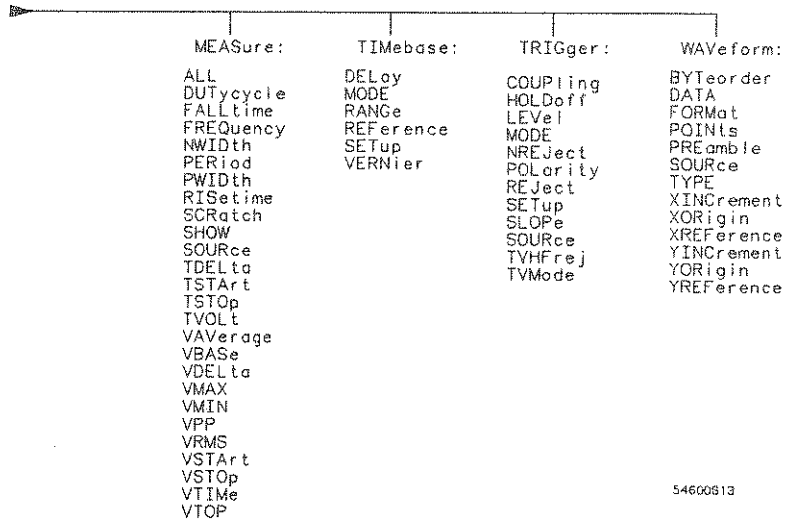 MEASure:
ALL
DUTycycle
FALLtime
FREQuency
NWIDth
PERiod
PWIDth
RISetime
SCRatch
SHOW
SOURce
TDELta
TSTArt
TSTOp
TVOLt
VAVerage
VBASe
VDELta
VMAX
VMIN
VPP
VRMS
VSTArt
VSTOp
VTIMe
VTOP
TIMebase:
DELay
MODE
RANGe
REFerence
SETup
VERNier
TRIGger:
COUPling
HOLDoff
LEVel
MODE
NREJect
POLarity
REJect
SETup
SLOPe
SOURce
TVHFrej
TVMode
WAVeform:
BYTeorder
DATA
FORMat
POINts
PREamble
SOURce
TYPE
XINCrement
XORigin
XREFerence
YINCrement
YORigin
YREFerence
54600S13